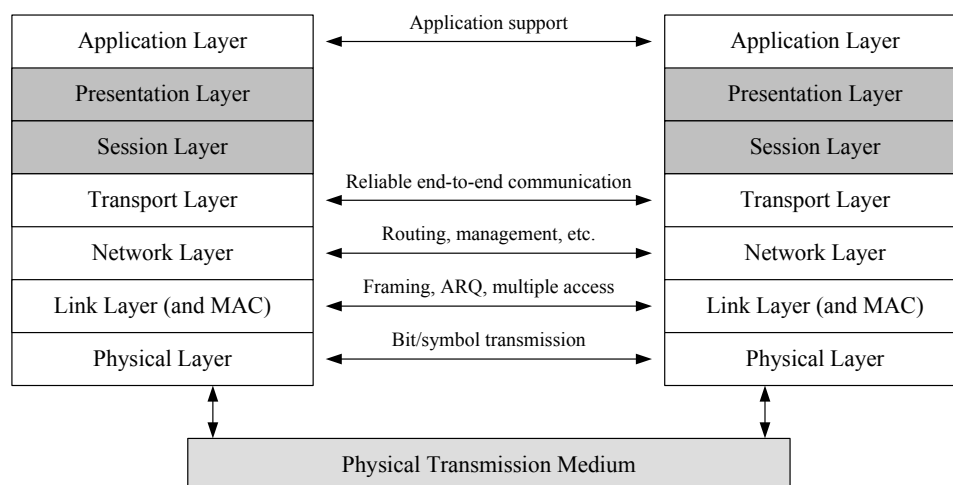 Application Layer
Application support
Application Layer
Presentation Layer
Presentation Layer
Session Layer
Session Layer
Transport Layer
Reliable end-to-end communication
Transport Layer
Network Layer
Routing, management, etc.
Network Layer
Link Layer (and MAC)
Framing, ARQ, multiple access
Link Layer (and MAC)
Physical Layer
Bit/symbol transmission
Physical Layer
Physical Transmission Medium